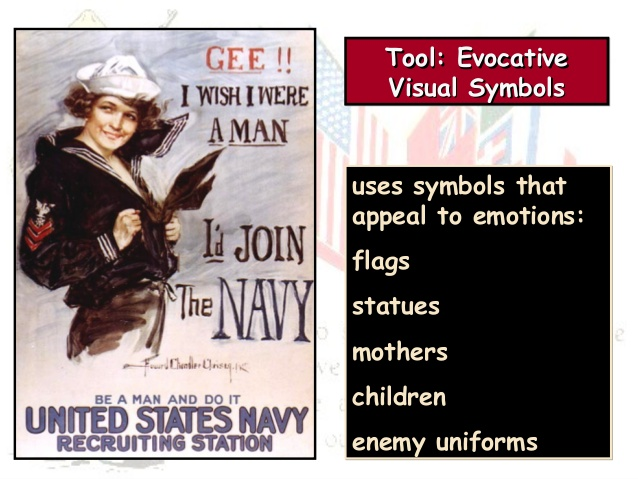 GEE !!
I WISH I WERE
A MAN
I'd JOIN
The NAVY
Howard Chandler Christy
BE A MAN AND DO IT
UNITED STATES NAVY
RECRUITING STATION
Tool: Evocative
Visual Symbols
uses symbols that
appeal to emotions:
flags
statues
mothers
children
enemy uniforms